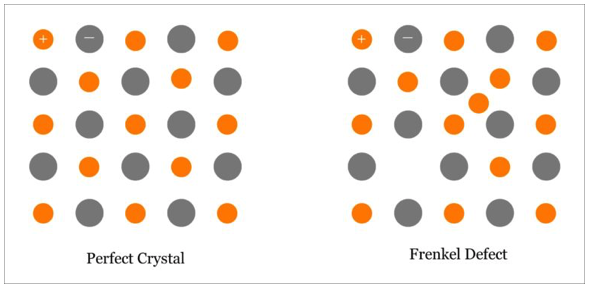 + − + −
Perfect Crystal
Frenkel Defect